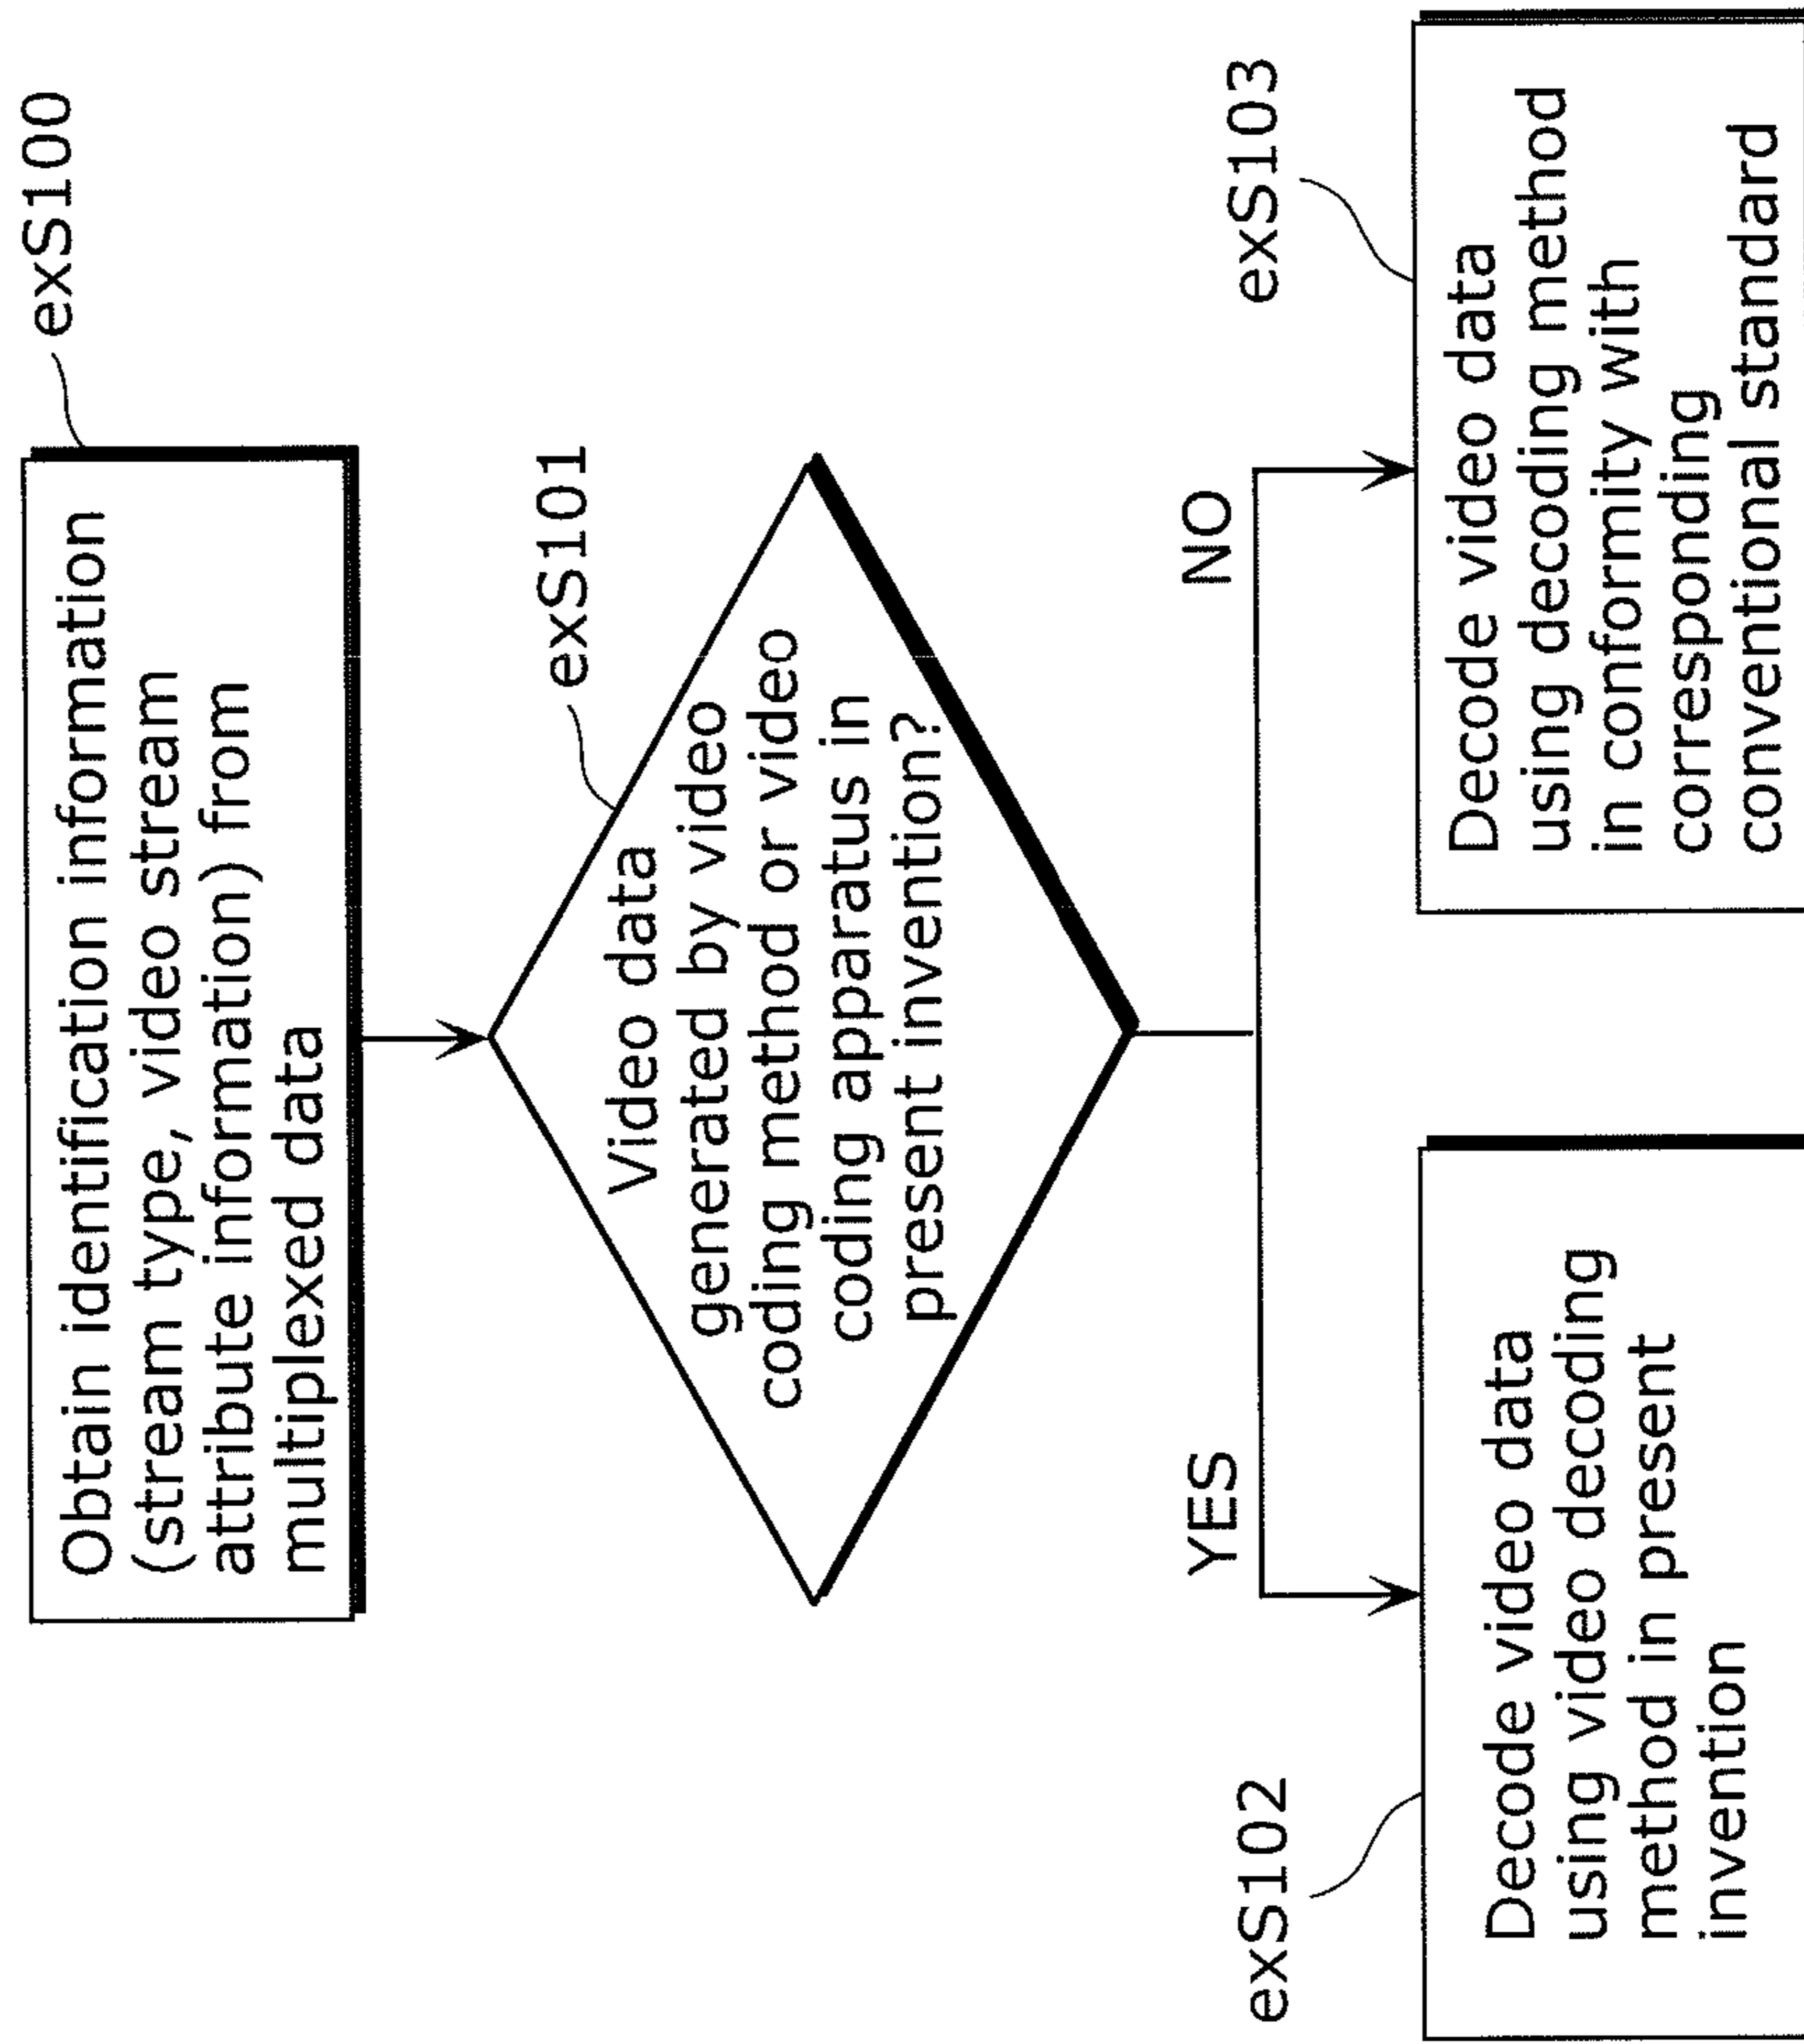 exS100
Obtain identification information
(stream type, video stream
attribute information) from
multiplexed data
exS101
Video data
generated by video
coding method or video
coding apparatus in
present invention?
YES
NO
exS102
Decode video data
using video decoding
method in present
invention
exS103
Decode video data
using decoding method
in conformity with
corresponding
conventional standard